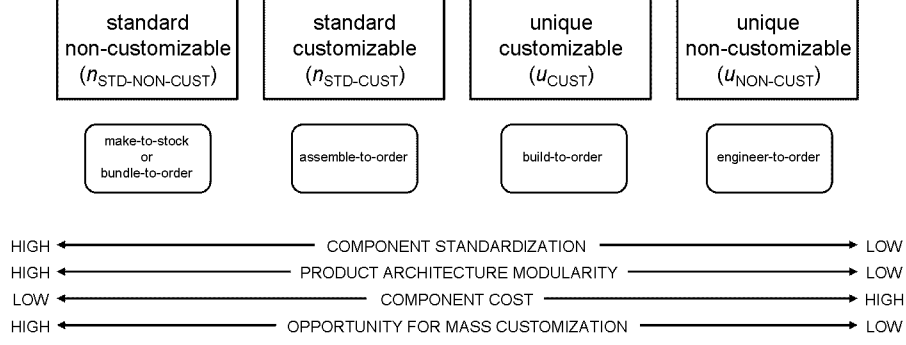 standard
non-customizable
(nSTD-NON-CUST)
standard
customizable
(nSTD-CUST)
unique
customizable
(uCUST)
unique
non-customizable
(uNON-CUST)
make-to-stock
or
bundle-to-order
assemble-to-order
build-to-order
engineer-to-order
HIGH COMPONENT STANDARDIZATION LOW
HIGH PRODUCT ARCHITECTURE MODULARITY LOW
LOW COMPONENT COST HIGH
HIGH OPPORTUNITY FOR MASS CUSTOMIZATION LOW